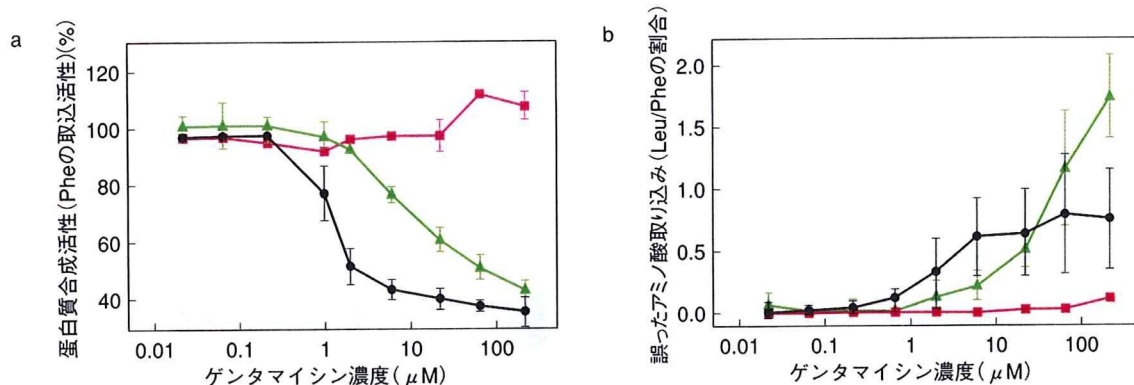 a
蛋白質合成活性(Pheの取込活性)(%)
120
100
80
60
40
0.01 0.1 1 10 100
ゲンタマイシン濃度(μM)
b
誤ったアミノ酸取り込み(Leu/Pheの割合)
2.0
1.5
1.0
0.5
0.0
0.01 0.1 1 10 100
ゲンタマイシン濃度(μM)